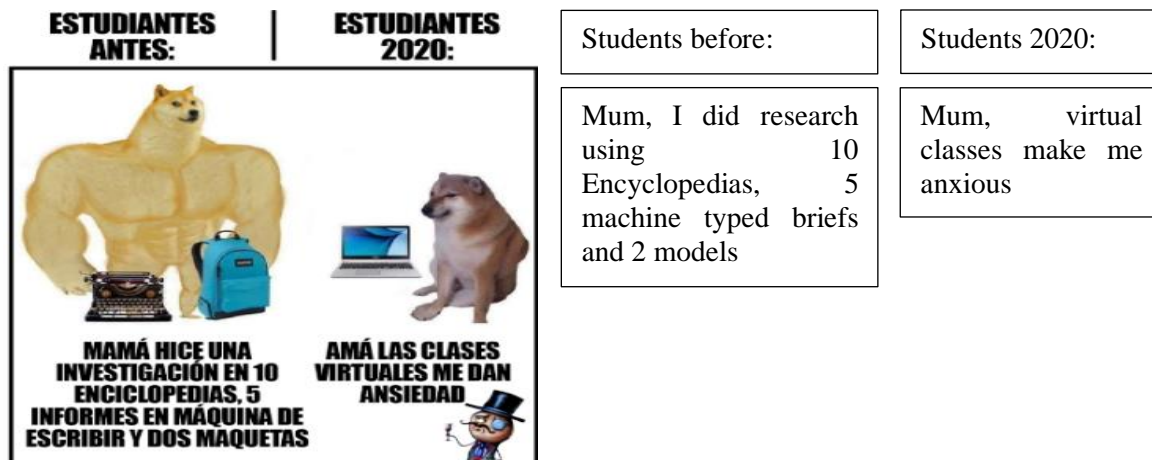 ESTUDIANTES
ANTES:
ESTUDIANTES
2020:
MAMÁ HICE UNA
INVESTIGACIÓN EN 10
ENCICLOPEDIAS, 5
INFORMES EN MÁQUINA DE
ESCRIBIR Y DOS MAQUETAS
AMÁ LAS CLASES
VIRTUALES ME DAN
ANSIEDAD
Students before:
Mum, I did research
using 10
Encyclopedias, 5
machine typed briefs
and 2 models
Students 2020:
Mum, virtual
classes make me
anxious